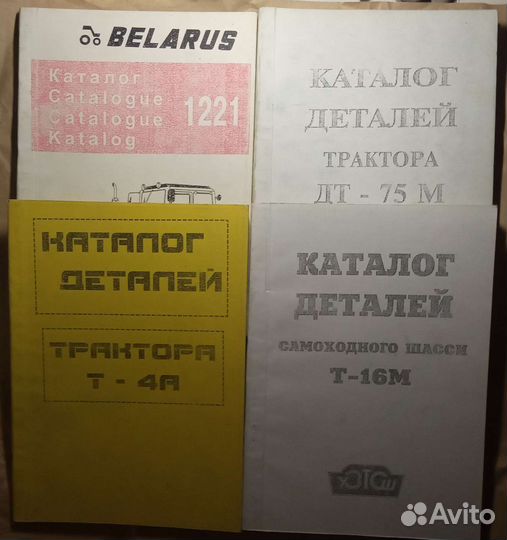 BELARUS
Каталог
Catalogue
Catalogue
Katalog
1221
КАТАЛОГ
ДЕТАЛЕЙ
ТРАКТОРА
ДТ - 75 М
КАТАЛОГ
ДЕТАЛЕЙ
ТРАКТОРА
Т - 4А
КАТАЛОГ
ДЕТАЛЕЙ
САМОХОДНОГО ШАССИ
Т-16М
ХЗТСШ
Avito